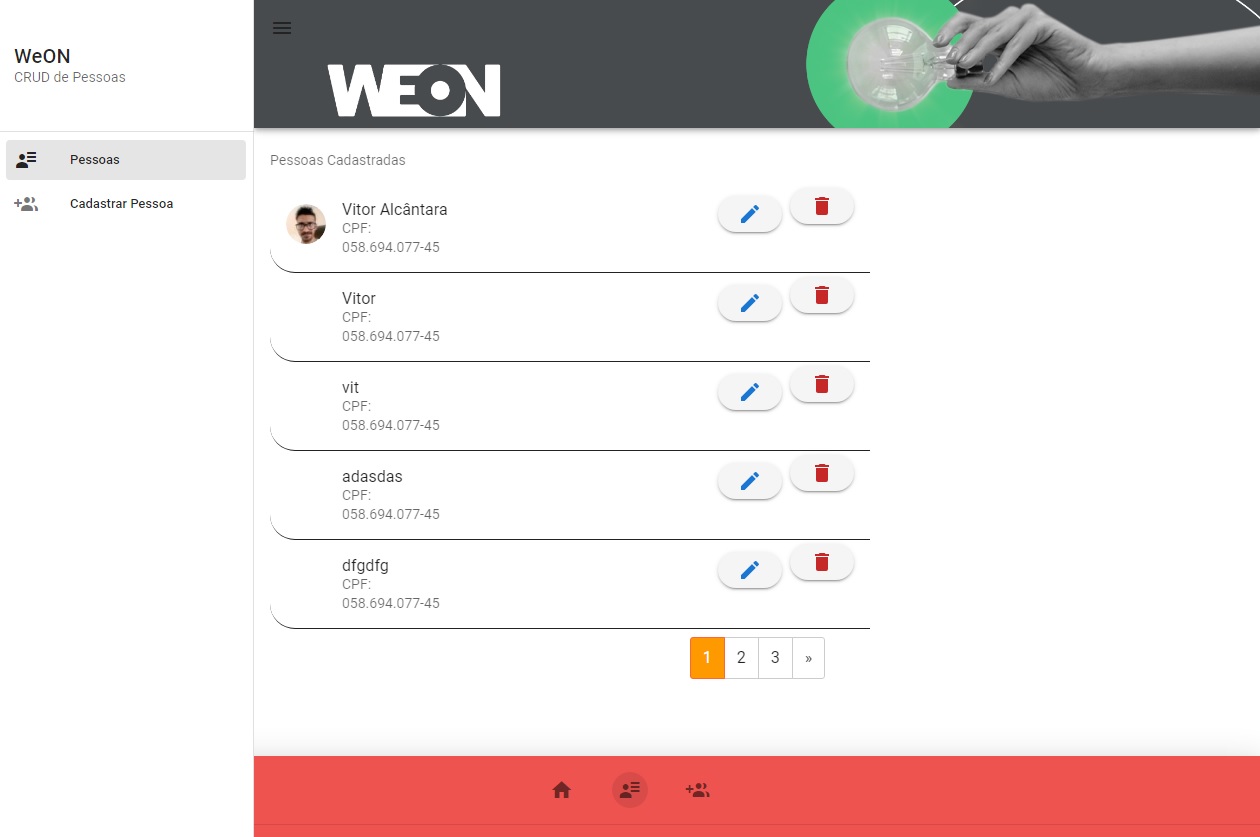 WeON
CRUD de Pessoas
Pessoas
Cadastrar Pessoa
WEON
Pessoas Cadastradas
Vitor Alcântara
CPF:
058.694.077-45
Vitor
CPF:
058.694.077-45
vit
CPF:
058.694.077-45
adasdas
CPF:
058.694.077-45
dfgdfg
CPF:
058.694.077-45
1 2 3 »